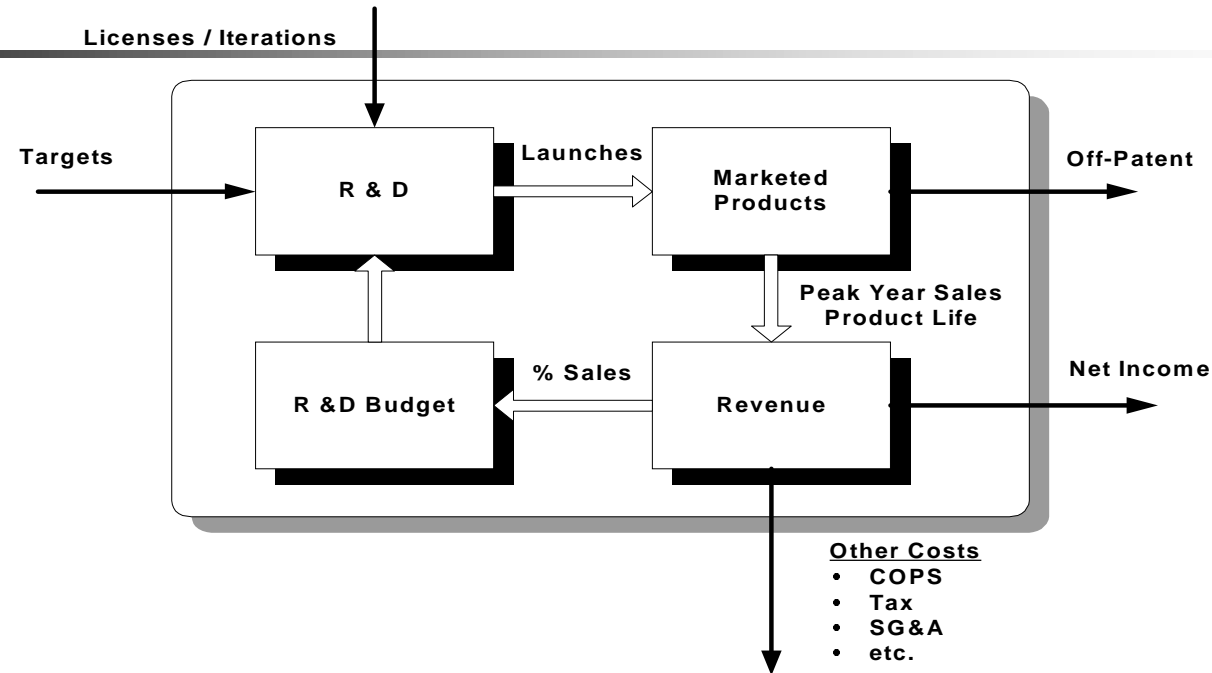 Licenses / Iterations
Targets
R & D
Launches
Marketed
Products
Off-Patent
Peak Year Sales
Product Life
R &D Budget
% Sales
Revenue
Net Income
Other Costs
• COPS
• Tax
• SG&A
• etc.